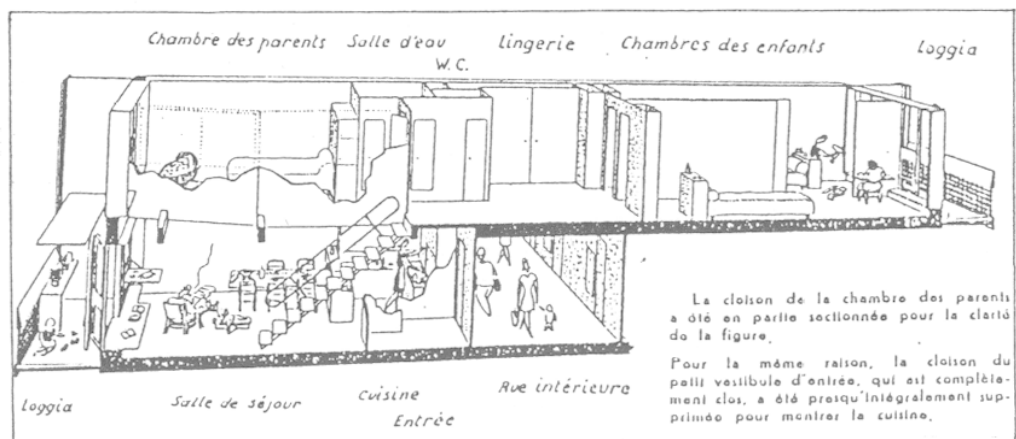 Chambre des parents Salle d'eau Lingerie Chambres des enfants Loggia
W.C.
La cloison de la chambre des parents
a été en partie sectionnée pour la clarté
de la figure.
Pour la même raison, la cloison du
petit vestibule d'entrée, qui est complète-
ment clos, a été presqu'intégralement sup-
primée pour montrer la cuisine.
Loggia Salle de séjour Cuisine Rue intérieure
Entrée